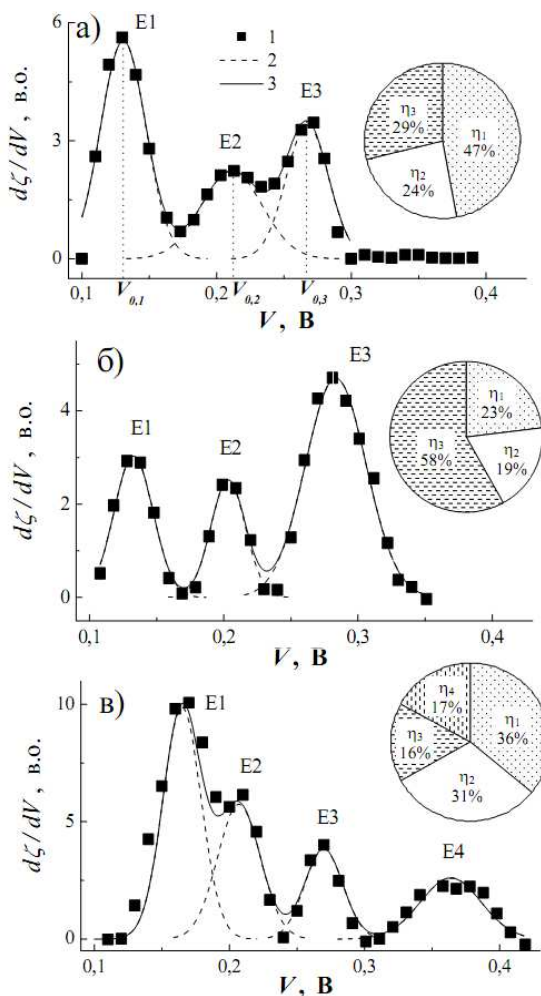 а)
dζ/dV, в.о.
6
3
0
E1
E2
E3
1
2
3
η₁
47%
η₂
24%
η₃
29%
0,1
0,2
0,3
0,4
V₀,₁
V₀,₂
V₀,₃
V, В
б)
dζ/dV, в.о.
4
2
0
E1
E2
E3
η₁
23%
η₂
19%
η₃
58%
0,1
0,2
0,3
0,4
V, В
в)
dζ/dV, в.о.
10
5
0
E1
E2
E3
E4
η₄
17%
η₁
36%
η₃
16%
η₂
31%
0,1
0,2
0,3
0,4
V, В